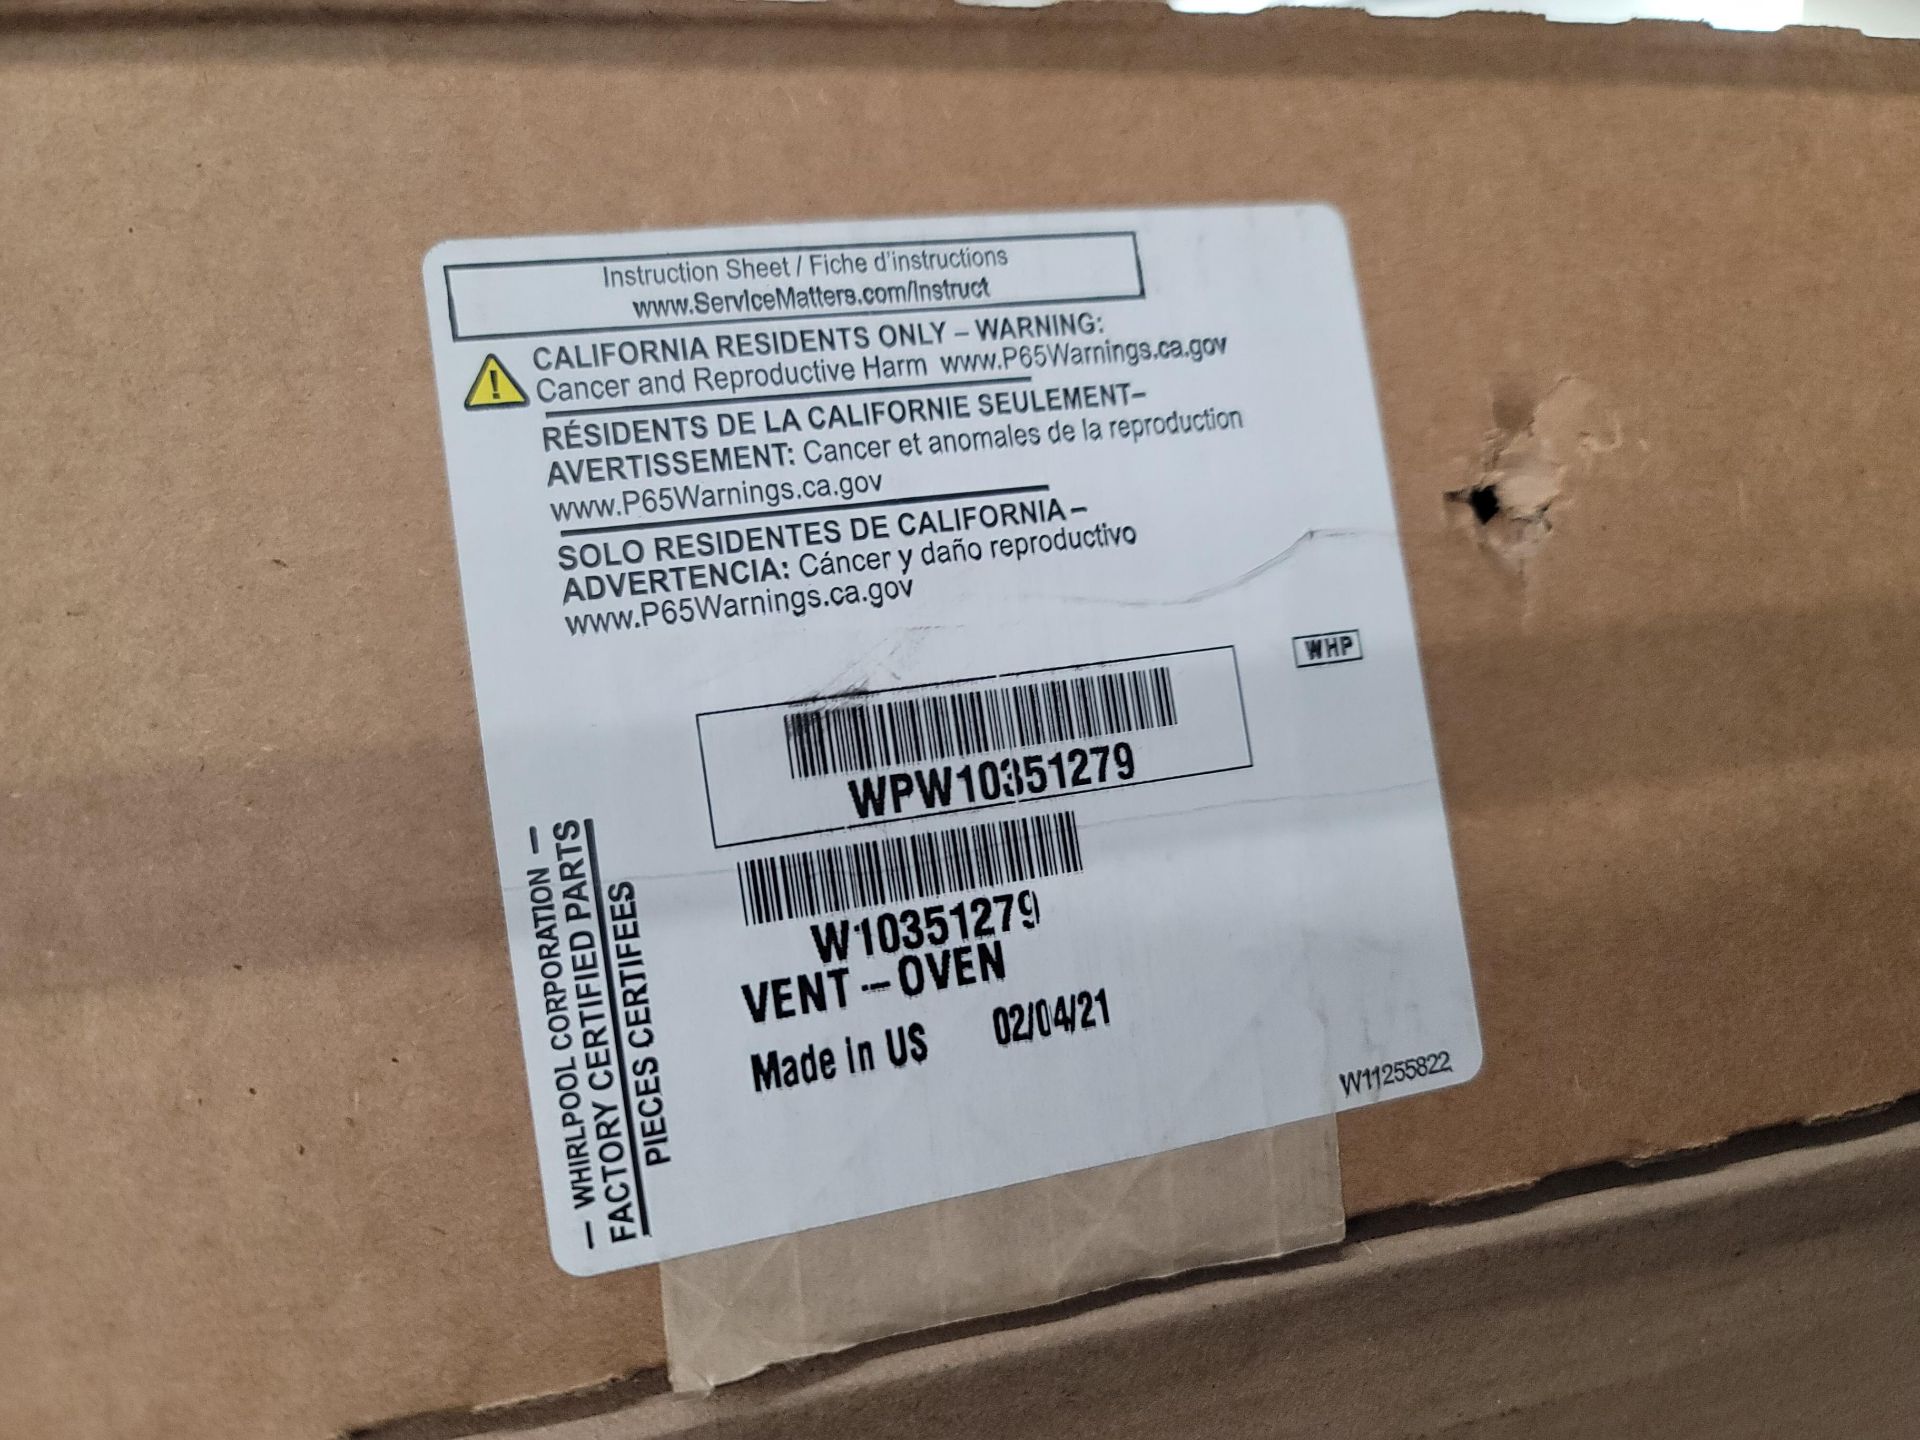 Instruction Sheet / Fiche d'instructions
www.ServiceMatters.com/Instruct
CALIFORNIA RESIDENTS ONLY – WARNING:
Cancer and Reproductive Harm www.P65Warnings.ca.gov
RÉSIDENTS DE LA CALIFORNIE SEULEMENT–
AVERTISSEMENT: Cancer et anomales de la reproduction
www.P65Warnings.ca.gov
SOLO RESIDENTES DE CALIFORNIA –
ADVERTENCIA: Cáncer y daño reproductivo
www.P65Warnings.ca.gov
WHP
WPW10351279
W10351279
VENT - OVEN
Made in US 02/04/21
W11255822
— WHIRLPOOL CORPORATION —
FACTORY CERTIFIED PARTS
PIECES CERTIFEES